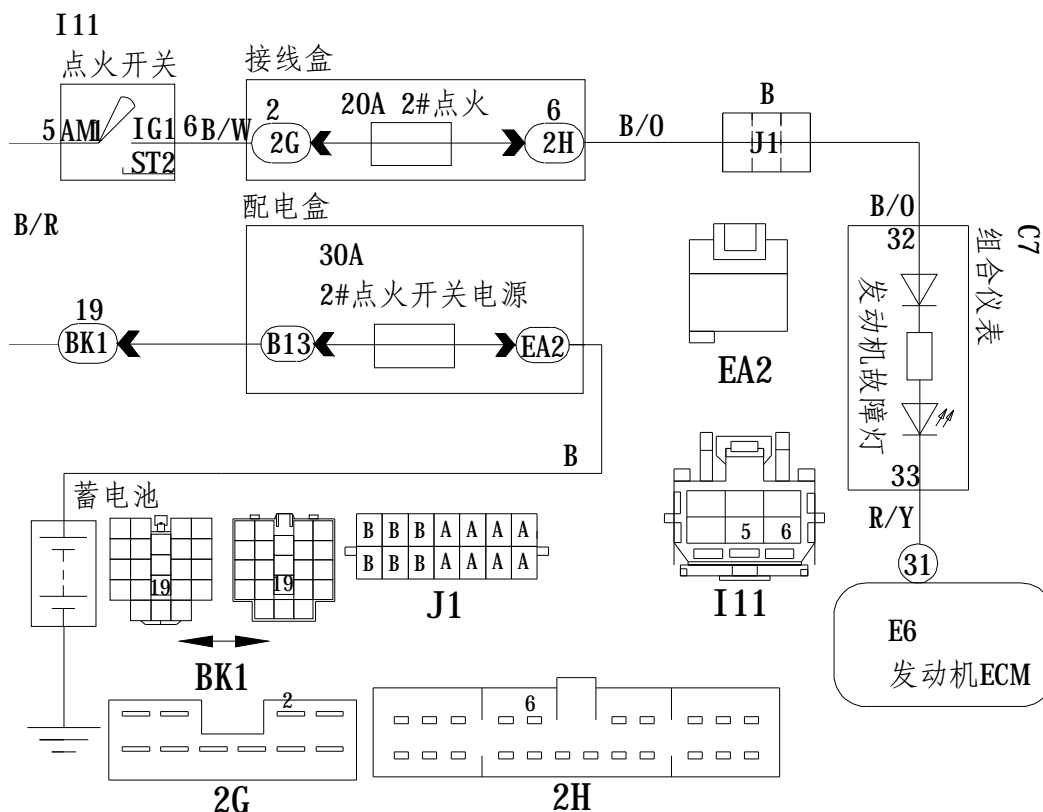 I11
点火开关
5 AM1 IG1 6 B/W
ST2
接线盒
2 20A 2#点火 6
2G 2H
B/O
B
J1
B/R
配电盒
30A
2#点火开关电源
19
BK1 B13 EA2
B
EA2
B/O
32
C7
组合仪表
发动机故障灯
33
R/Y
31
E6
发动机ECM
蓄电池
19 19
BK1
B B B A A A A
B B B A A A A
J1
5 6
I11
2
2G
6
2H